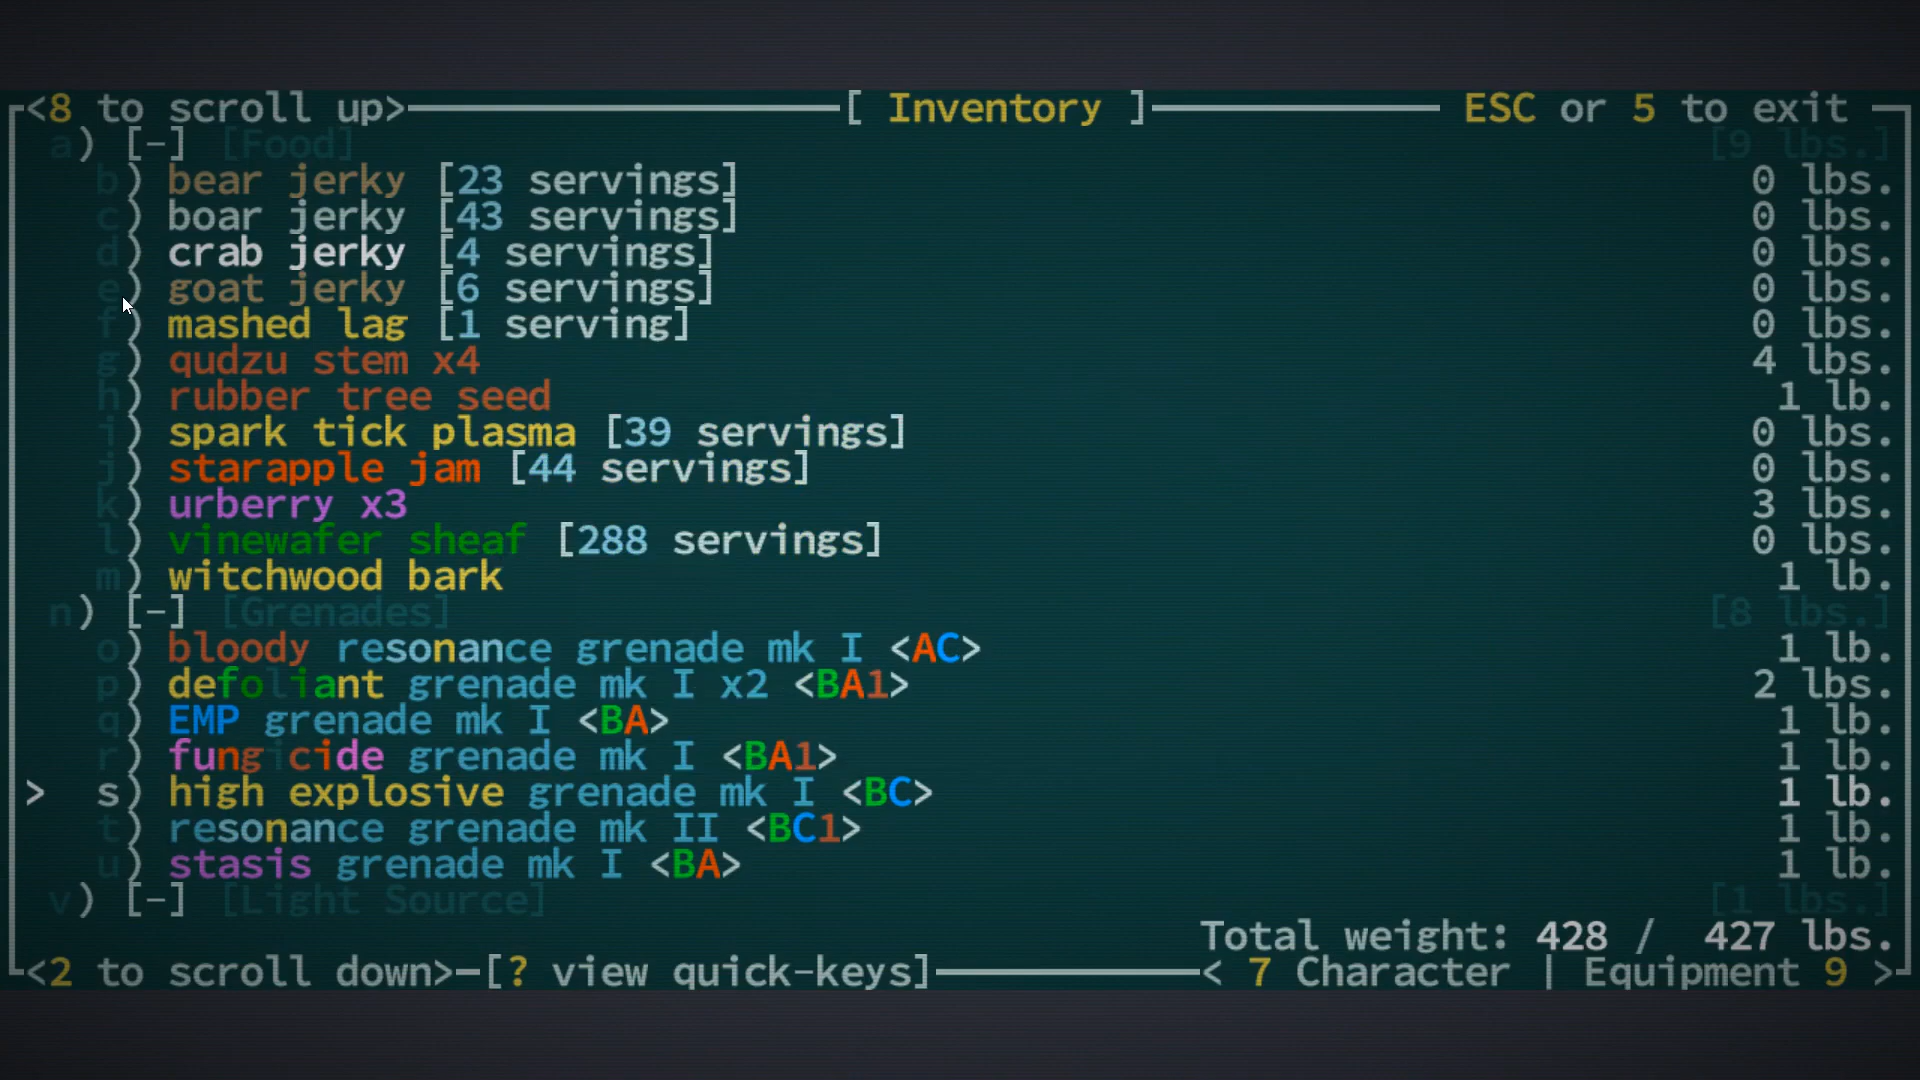 <8 to scroll up> [ Inventory ] ESC or 5 to exit
a) [-] [Food] [9 lbs.]
b) bear jerky [23 servings] 0 lbs.
c) boar jerky [43 servings] 0 lbs.
d) crab jerky [4 servings] 0 lbs.
e) goat jerky [6 servings] 0 lbs.
f) mashed lag [1 serving] 0 lbs.
g) qudzu stem x4 4 lbs.
h) rubber tree seed 1 lb.
i) spark tick plasma [39 servings] 0 lbs.
j) starapple jam [44 servings] 0 lbs.
k) urberry x3 3 lbs.
l) vinewafer sheaf [288 servings] 0 lbs.
m) witchwood bark 1 lb.
n) [-] [Grenades] [8 lbs.]
o) bloody resonance grenade mk I <AC> 1 lb.
p) defoliant grenade mk I x2 <BA1> 2 lbs.
q) EMP grenade mk I <BA> 1 lb.
r) fungicide grenade mk I <BA1> 1 lb.
> s) high explosive grenade mk I <BC> 1 lb.
t) resonance grenade mk II <BC1> 1 lb.
u) stasis grenade mk I <BA> 1 lb.
v) [-] [Light Source] [1 lbs.]
Total weight: 428 / 427 lbs.
<2 to scroll down> [? view quick-keys] < 7 Character | Equipment 9 >